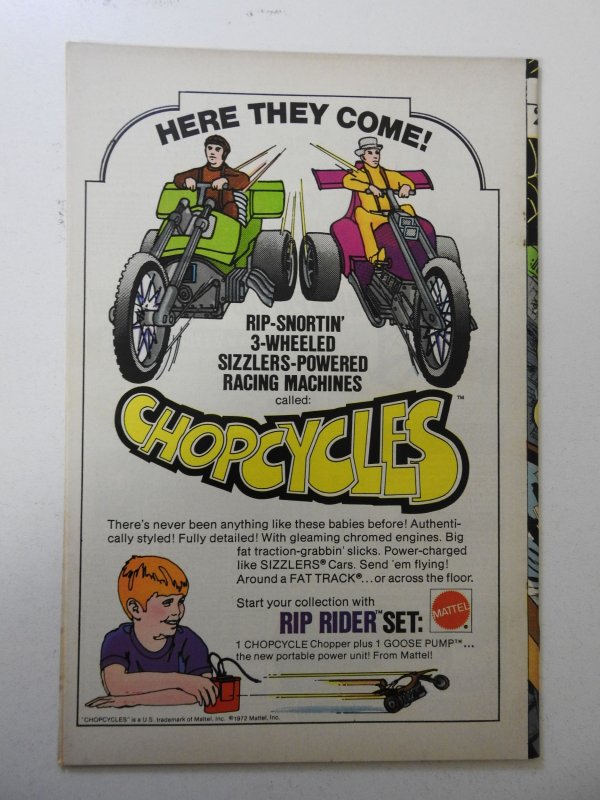 HERE THEY COME!
RIP-SNORTIN'
3-WHEELED
SIZZLERS-POWERED
RACING MACHINES
called:
CHOPCYCLES™
There's never been anything like these babies before! Authenti-
cally styled! Fully detailed! With gleaming chromed engines. Big
fat traction-grabbin' slicks. Power-charged
like SIZZLERS® Cars. Send 'em flying!
Around a FAT TRACK®...or across the floor.
Start your collection with
RIP RIDER™ SET:
MATTEL®
1 CHOPCYCLE Chopper plus 1 GOOSE PUMP™...
the new portable power unit! From Mattel!
"CHOPCYCLES" is a U.S. trademark of Mattel, Inc. ©1972 Mattel, Inc.